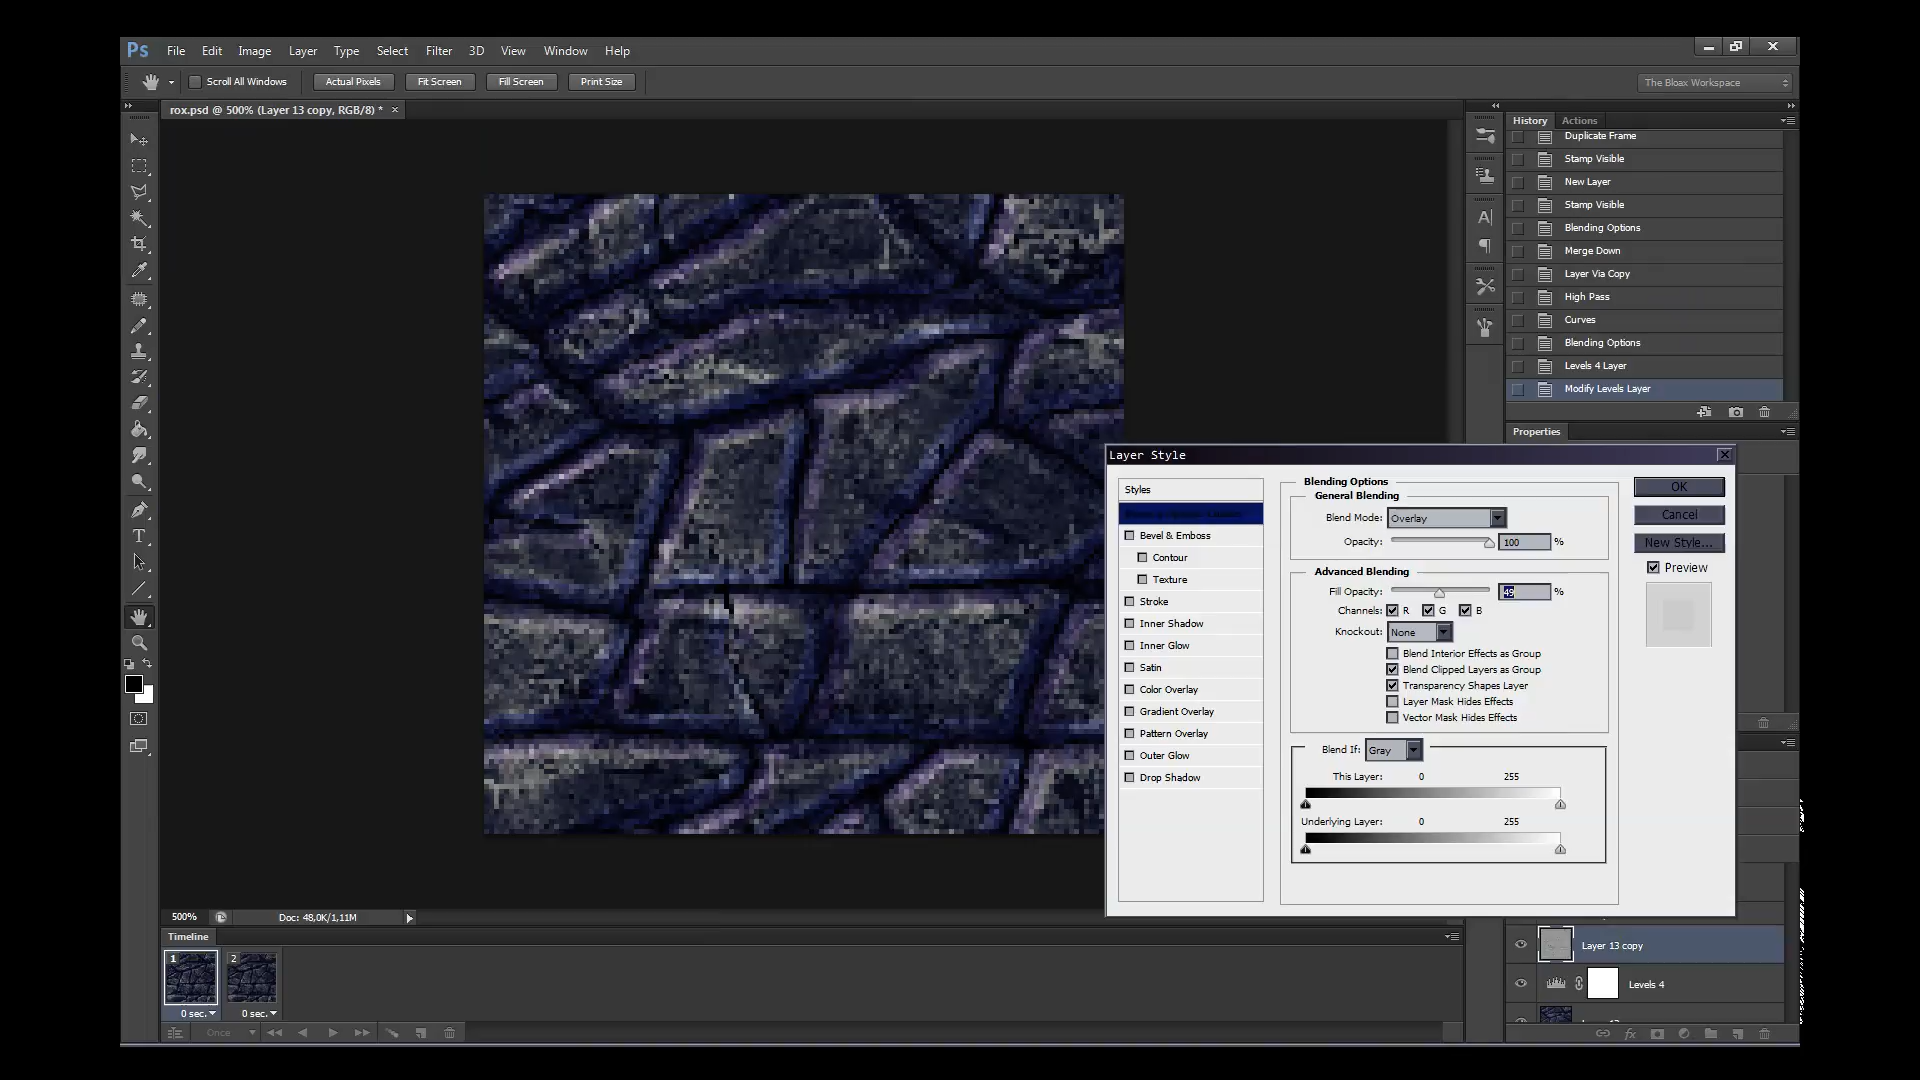 Ps File Edit Image Layer Type Select Filter 3D View Window Help
Scroll All Windows Actual Pixels Fit Screen Fill Screen Print Size The Bloax Workspace
rox.psd @ 500% (Layer 13 copy, RGB/8) *
History Actions
Duplicate Frame
Stamp Visible
New Layer
Stamp Visible
Blending Options
Merge Down
Layer Via Copy
High Pass
Curves
Blending Options
Levels 4 Layer
Modify Levels Layer
Properties
Layer Style
Styles
Bevel & Emboss
Contour
Texture
Stroke
Inner Shadow
Inner Glow
Satin
Color Overlay
Gradient Overlay
Pattern Overlay
Outer Glow
Drop Shadow
Blending Options
General Blending
Blend Mode: Overlay
Opacity: 100 %
Advanced Blending
Fill Opacity: 49 %
Channels: R G B
Knockout: None
Blend Interior Effects as Group
Blend Clipped Layers as Group
Transparency Shapes Layer
Layer Mask Hides Effects
Vector Mask Hides Effects
Blend If: Gray
This Layer: 0 255
Underlying Layer: 0 255
OK
Cancel
New Style...
Preview
500% Doc: 48,0K/1,11M
Timeline
1 2
0 sec. 0 sec.
Once
Layer 13 copy
Levels 4